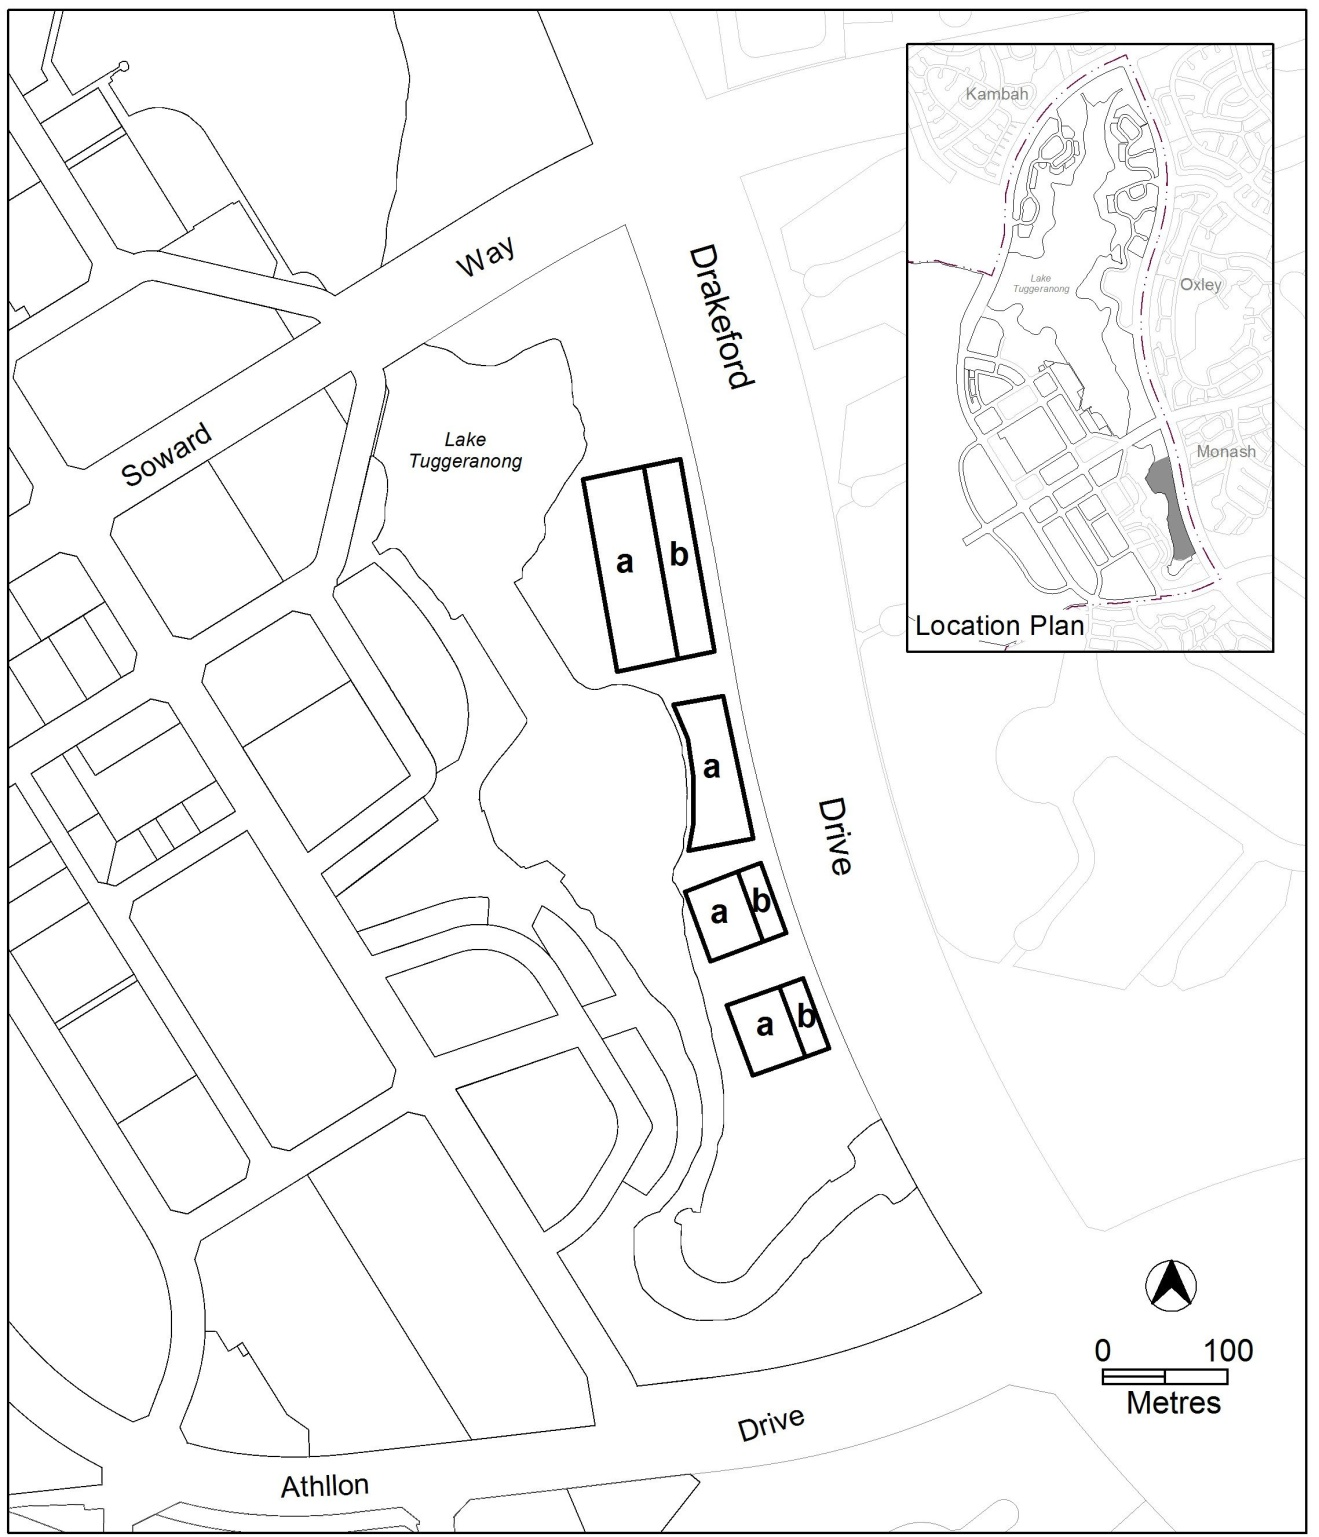 Kambah
Way
Drakeford
Lake
Tuggeranong
Oxley
Soward
Lake
Tuggeranong
Monash
a
b
Location Plan
a
Drive
a
b
a
b
0 100
Metres
Drive
Athllon